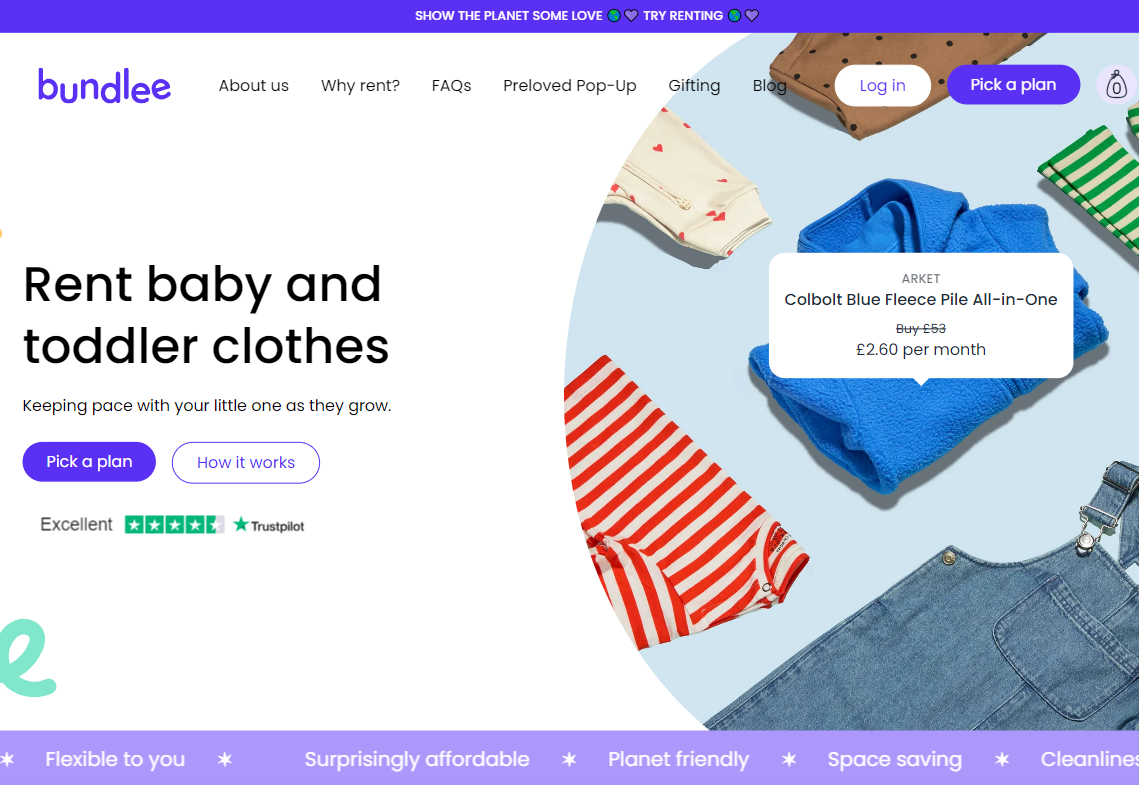 SHOW THE PLANET SOME LOVE 🌎💜 TRY RENTING 🌎💜
bundlee
About us Why rent? FAQs Preloved Pop-Up Gifting Blog Log in Pick a plan 0
Rent baby and
toddler clothes
Keeping pace with your little one as they grow.
Pick a plan How it works
Excellent Trustpilot
ARKET
Colbolt Blue Fleece Pile All-in-One
Buy £53
£2.60 per month
e
✶ Flexible to you ✶ Surprisingly affordable ✶ Planet friendly ✶ Space saving ✶ Cleanlines